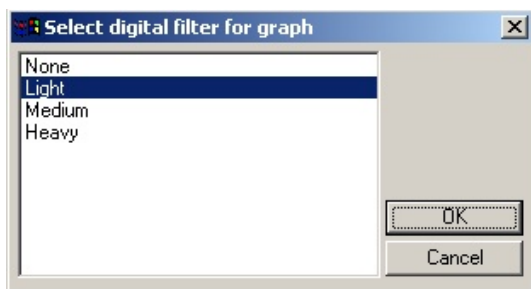 Select digital filter for graph
None
Light
Medium
Heavy
OK
Cancel